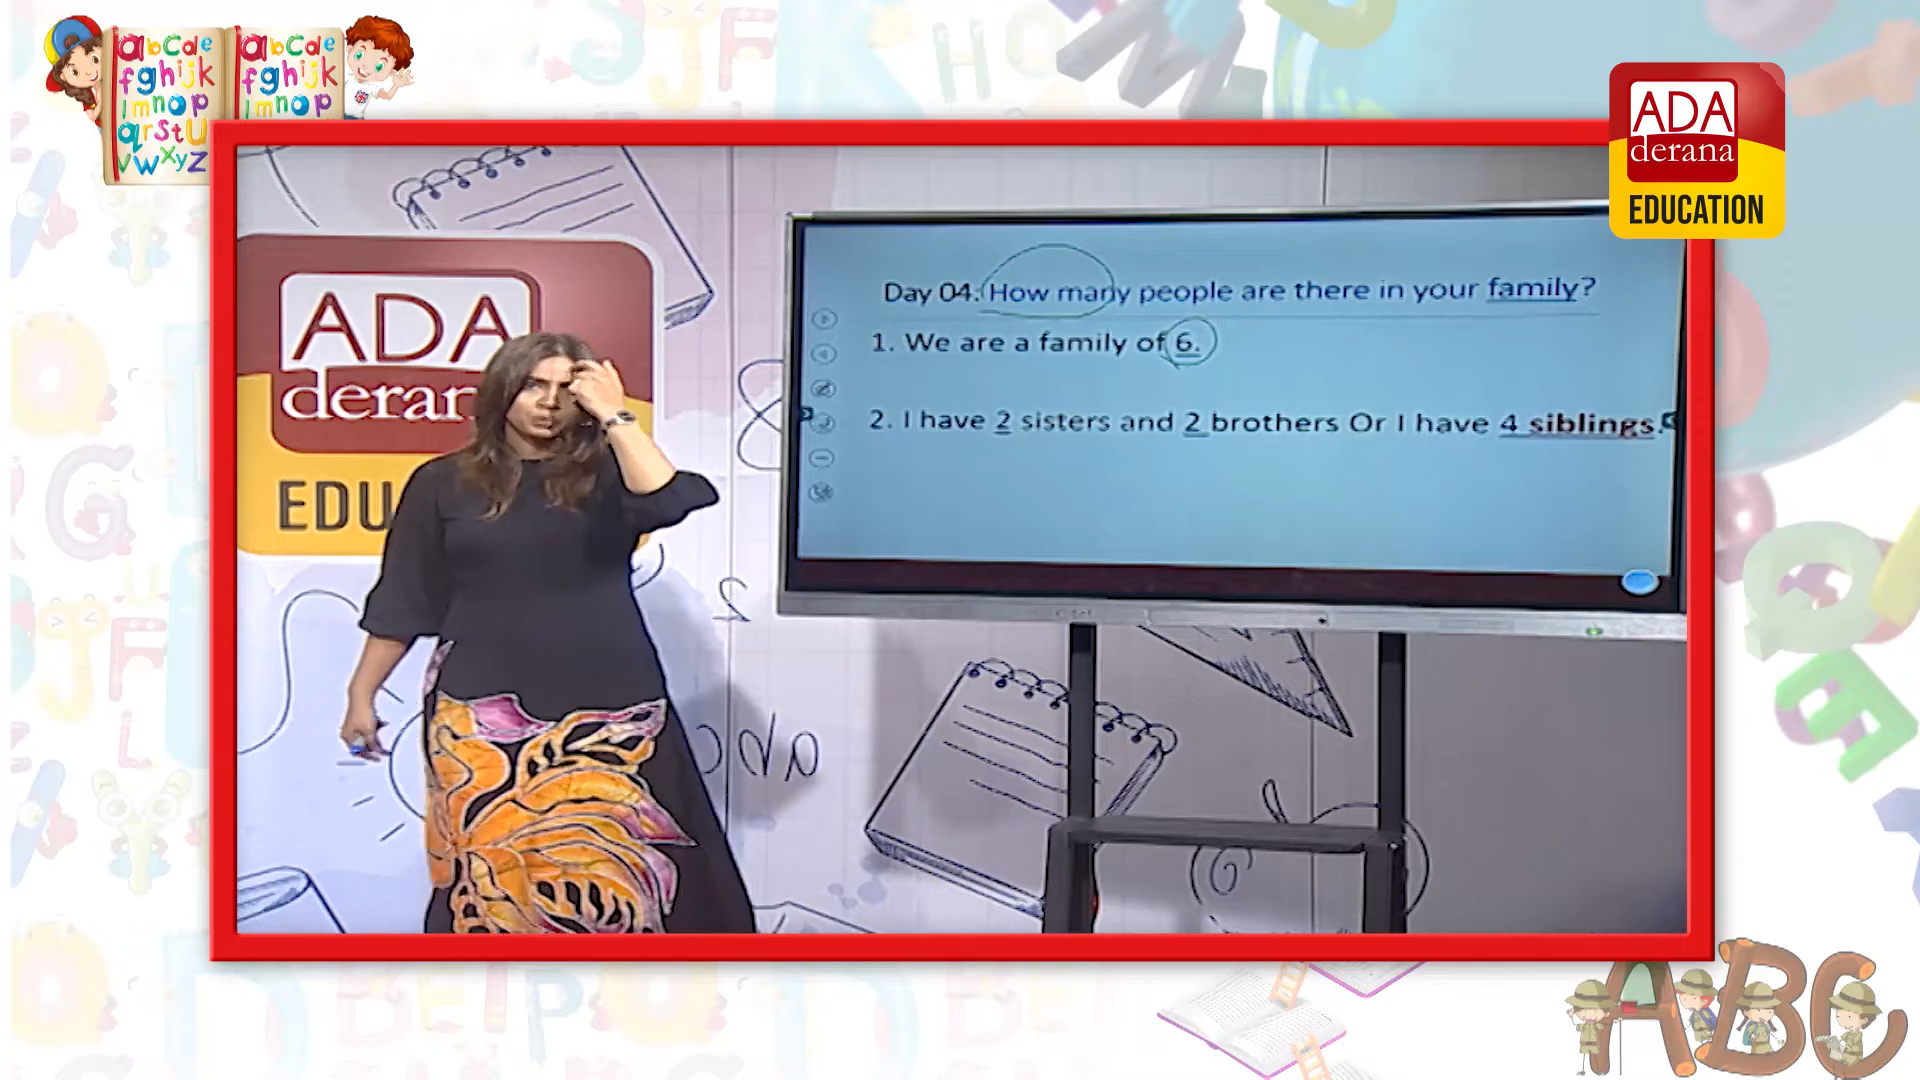 abcde
fghijk
lmnop
qrstu
vwxyz
abcde
fghijk
lmnop
ADA
derana
EDUCATION
ADA
derar
EDU
Day 04: How many people are there in your family?
1. We are a family of 6.
2. I have 2 sisters and 2 brothers Or I have 4 siblings.
2
ABC